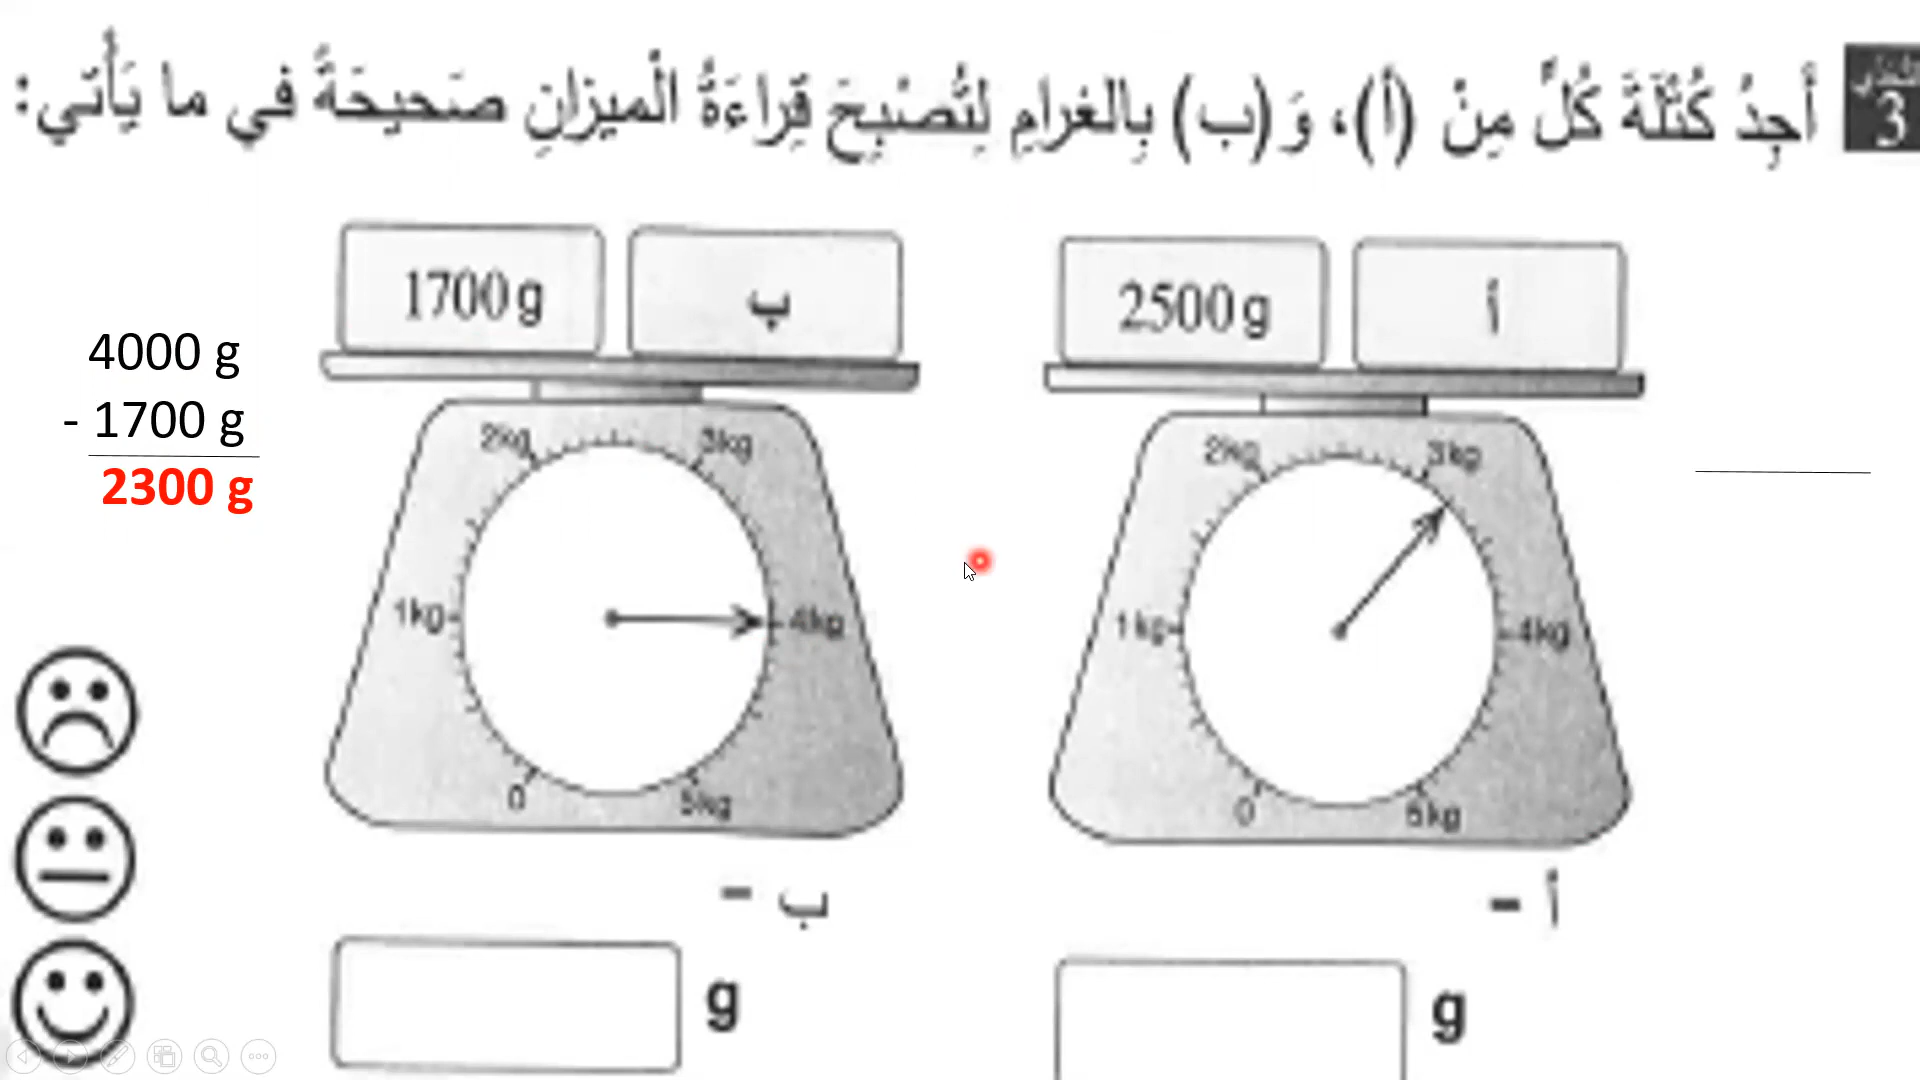 3 أَجِدُ كُتْلَةَ كُلٍّ مِنْ (أ)، وَ(ب) بِالغرامِ لِتُصْبِحَ قِراءَةُ الْميزانِ صَحيحَةً في ما يَأْتي:
2500 g
أ
1700 g
ب
4000 g
- 1700 g
2300 g
2kg
3kg
1kg
4kg
0
5kg
2kg
3kg
1kg
4kg
0
5kg
أ -
ب -
g
g